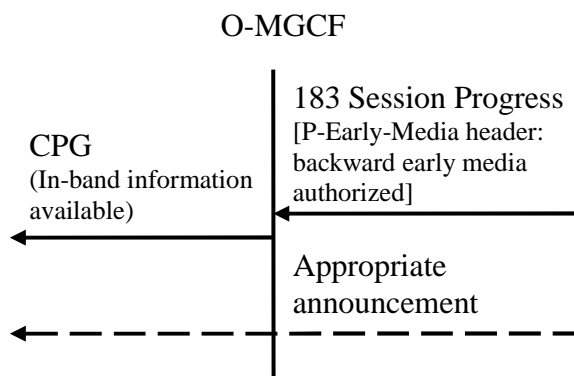 O-MGCF
183 Session Progress
[P-Early-Media header:
backward early media
authorized]
CPG
(In-band information
available)
Appropriate
announcement